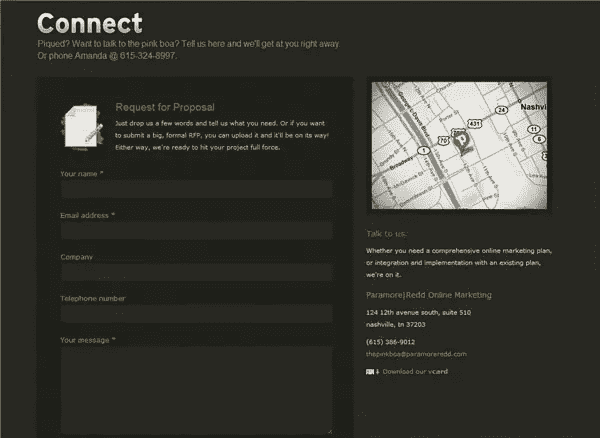 Connect
Piqued? Want to talk to the pink boa? Tell us here and we'll get at you right away
Or phone Amanda @ 615-324-8997.
Request for Proposal
Just drop us a few words and tell us what you need. Or if you want
to submit a big, formal RFP, you can upload it and it'll be on its way!
Either way, we're ready to hit your project full force.
Your name *
Email address *
Company
Telephone number
Your message *
Nashvi
24
431
70
11
6
1
Broadway
Porter St
Talk to us:
Whether you need a comprehensive online marketing plan,
or integration and implementation with an existing plan,
we're on it.
Paramore|Redd Online Marketing
124 12th avenue south, suite 510
nashville, tn 37203
(615) 386-9012
thepinkboa@paramoreredd.com
Download our vcard